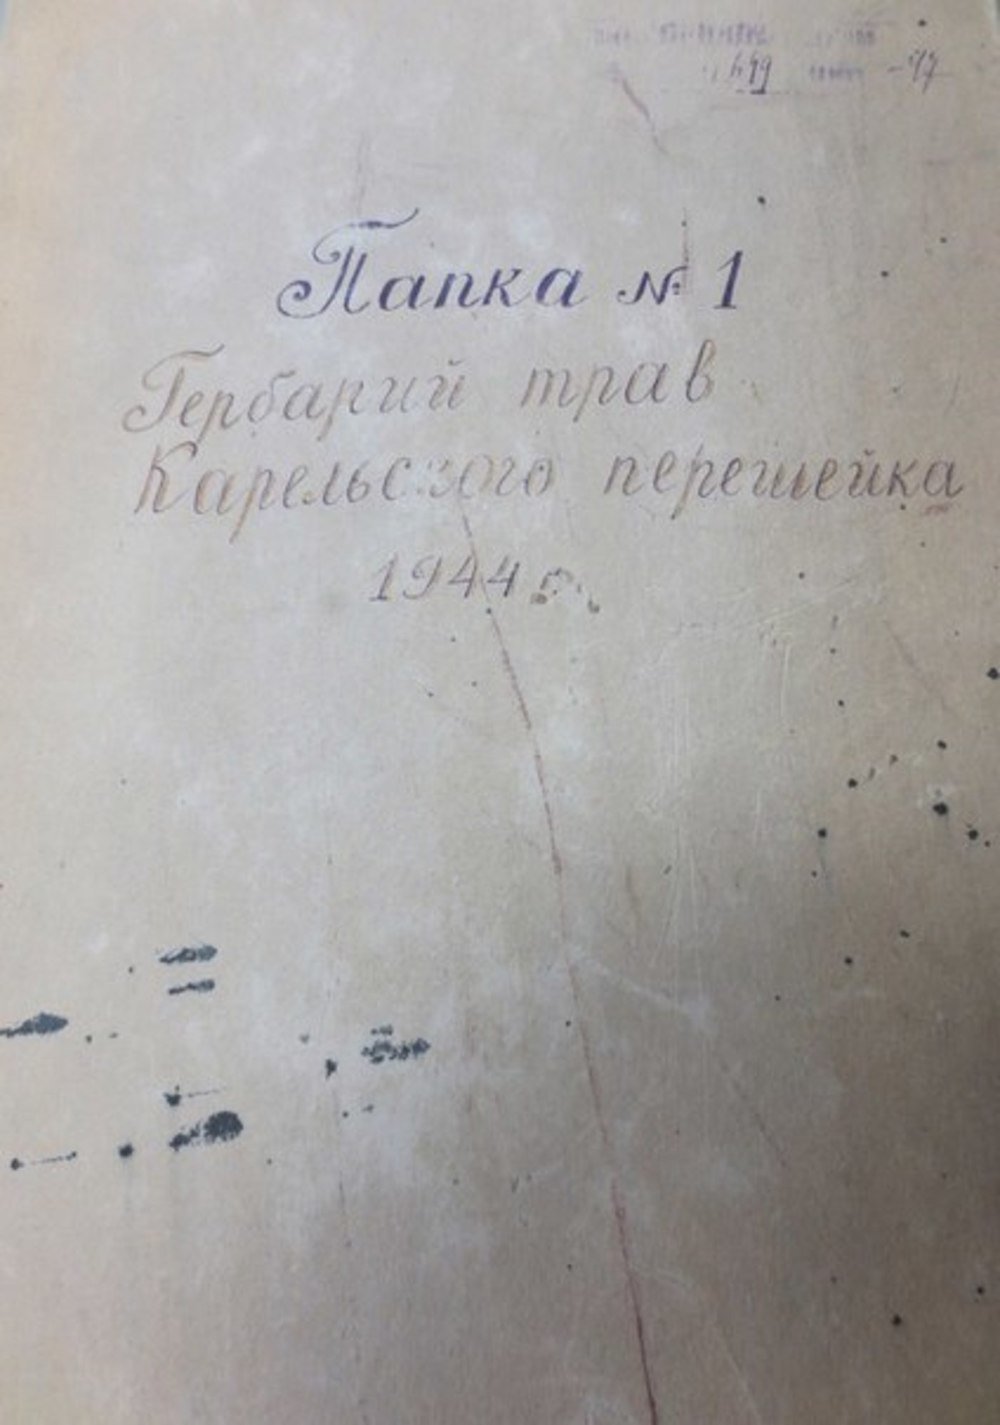 Папка № 1
Гербарий трав
Карельского перешейка
1944 г.